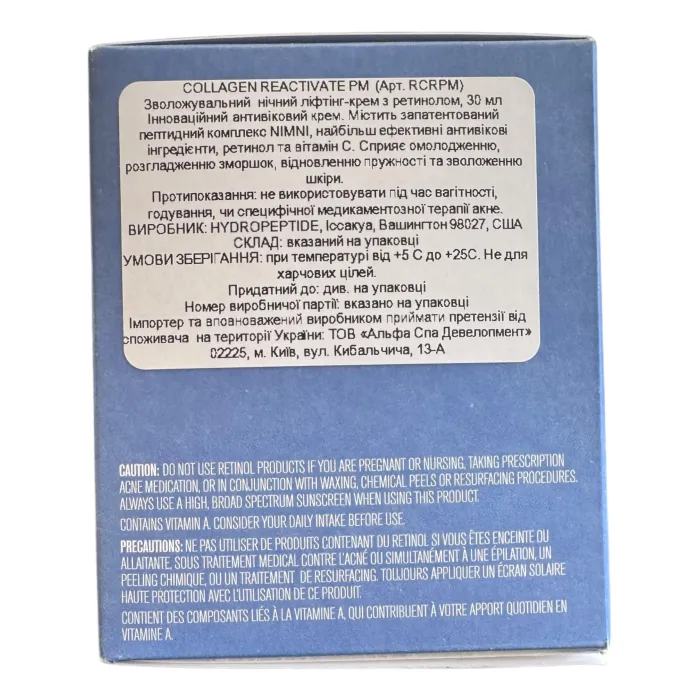 COLLAGEN REACTIVATE PM (Арт. RCRPM)
Зволожувальний нічний ліфтінг-крем з ретинолом, 30 мл
Інноваційний антивіковий крем. Містить запатентований
пептидний комплекс NIMNI, найбільш ефективні антивікові
інгредієнти, ретинол та вітамін С. Сприяє омолодженню,
розгладженню зморшок, відновленню пружності та зволоженню
шкіри.
Протипоказання: не використовувати під час вагітності,
годування, чи специфічної медикаментозної терапії акне.
ВИРОБНИК: HYDROPEPTIDE, Іссакуа, Вашингтон 98027, США
СКЛАД: вказаний на упаковці
УМОВИ ЗБЕРІГАННЯ: при температурі від +5 С до +25С. Не для
харчових цілей.
Придатний до: див. на упаковці
Номер виробничої партії: вказано на упаковці
Імпортер та вповноважений виробником приймати претензії від
споживача на території України: ТОВ «Альфа Спа Девелопмент»
02225, м. Київ, вул. Кибальчича, 13-А
CAUTION: DO NOT USE RETINOL PRODUCTS IF YOU ARE PREGNANT OR NURSING, TAKING PRESCRIPTION
ACNE MEDICATION, OR IN CONJUNCTION WITH WAXING, CHEMICAL PEELS OR RESURFACING PROCEDURES.
ALWAYS USE A HIGH, BROAD SPECTRUM SUNSCREEN WHEN USING THIS PRODUCT.
CONTAINS VITAMIN A. CONSIDER YOUR DAILY INTAKE BEFORE USE.
PRECAUTIONS: NE PAS UTILISER DE PRODUITS CONTENANT DU RETINOL SI VOUS ÊTES ENCEINTE OU
ALLAITANTE, SOUS TRAITEMENT MEDICAL CONTRE L'ACNÉ OU SIMULTANÉMENT À UNE ÉPILATION, UN
PEELING CHIMIQUE, OU UN TRAITEMENT DE RESURFACING. TOUJOURS APPLIQUER UN ÉCRAN SOLAIRE
HAUTE PROTECTION AVEC L'UTILISATION DE CE PRODUIT.
CONTIENT DES COMPOSANTS LIÉS À LA VITAMINE A, QUI CONTRIBUENT À VOTRE APPORT QUOTIDIEN EN
VITAMINE A.